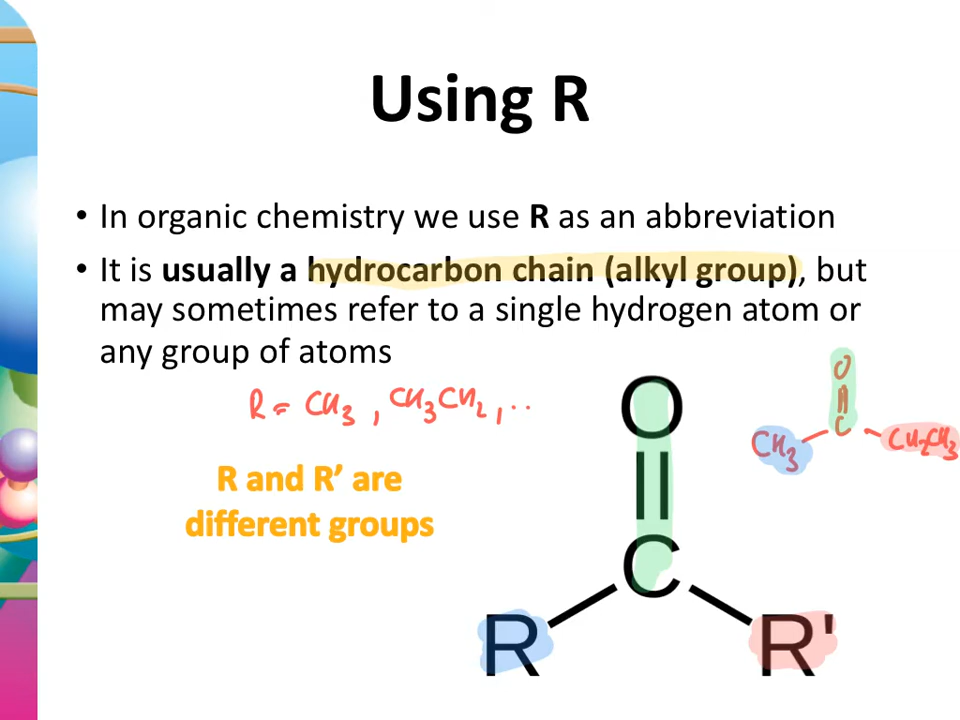 Using R
• In organic chemistry we use R as an abbreviation
• It is usually a hydrocarbon chain (alkyl group), but
may sometimes refer to a single hydrogen atom or
any group of atoms
R = CH3 , CH3CH2, ..
R and R’ are
different groups
O
C
R R'
O
C
CH3 CH2CH3